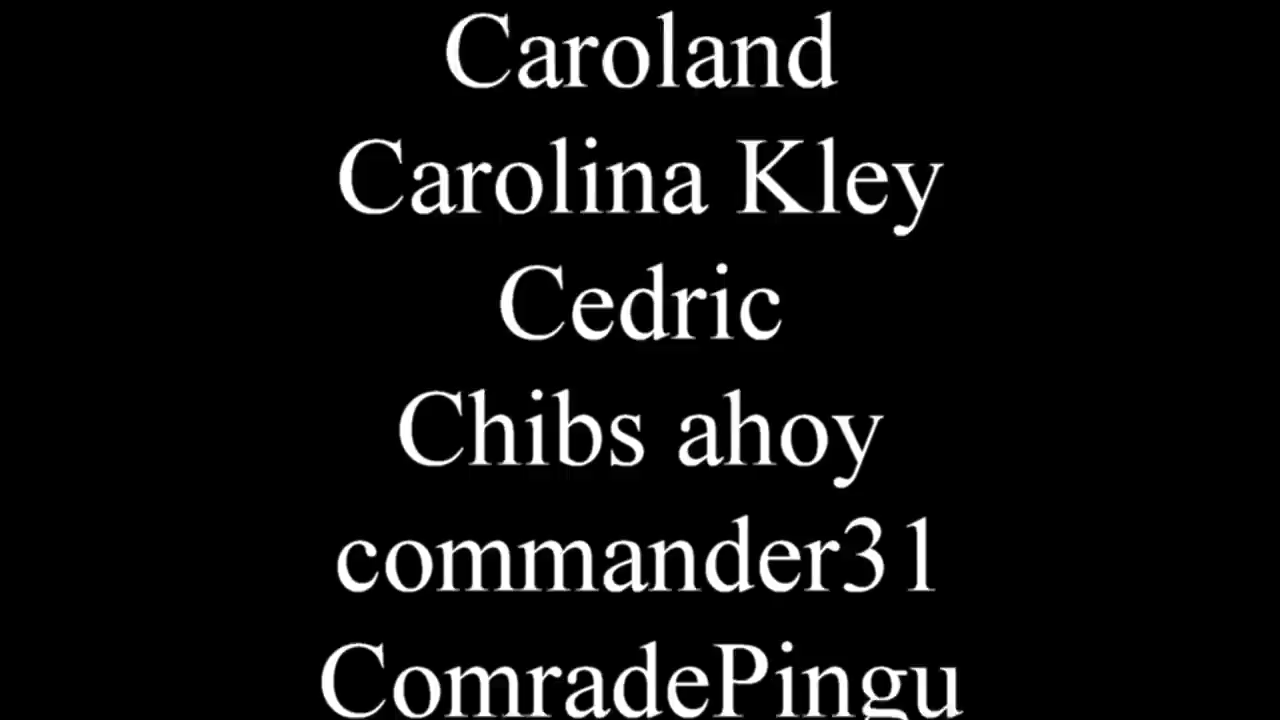 Caroland
Carolina Kley
Cedric
Chibs ahoy
commander31
ComradePingu